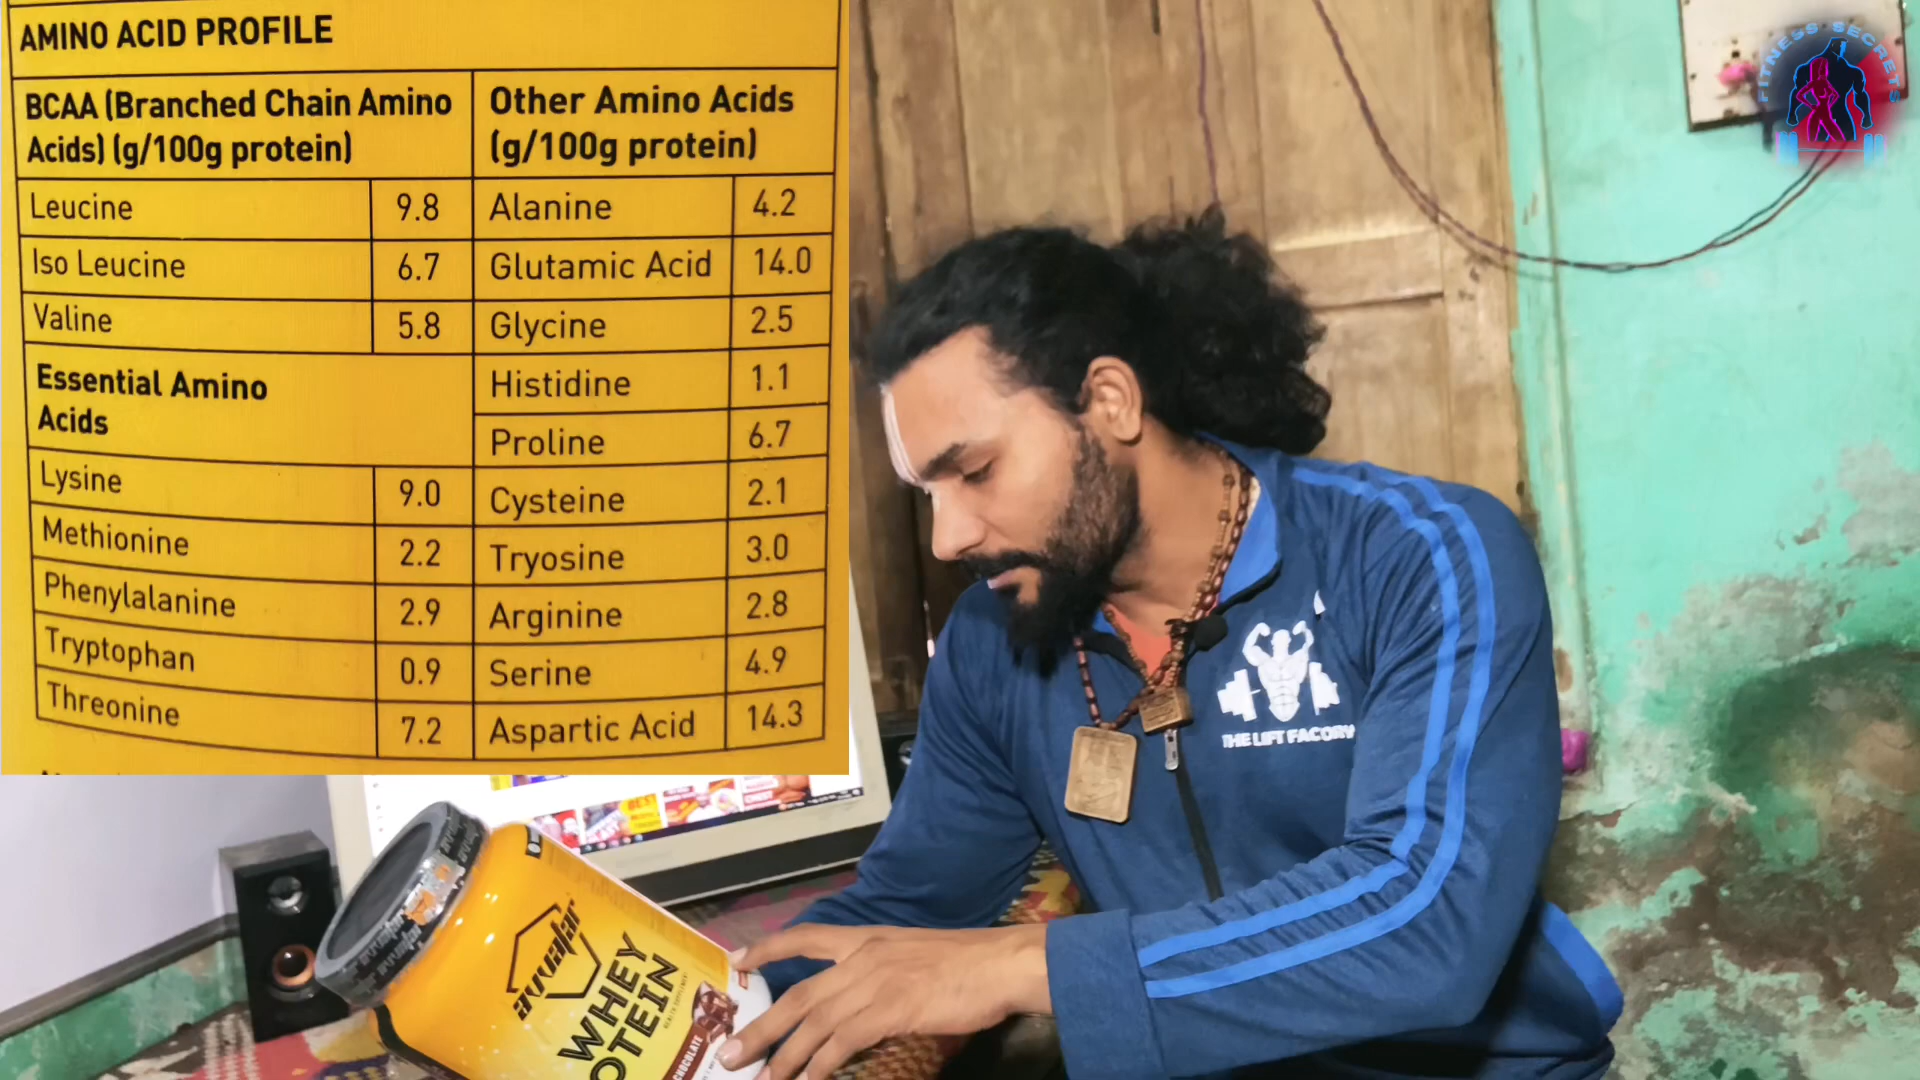 AMINO ACID PROFILE
BCAA (Branched Chain Amino
Acids) (g/100g protein)
Other Amino Acids
(g/100g protein)
Leucine 9.8 Alanine 4.2
Iso Leucine 6.7 Glutamic Acid 14.0
Valine 5.8 Glycine 2.5
Essential Amino
Acids
Histidine 1.1
Proline 6.7
Lysine 9.0 Cysteine 2.1
Methionine 2.2 Tryosine 3.0
Phenylalanine 2.9 Arginine 2.8
Tryptophan 0.9 Serine 4.9
Threonine 7.2 Aspartic Acid 14.3
FITNESS SECRETS
THE LIFT FACORY
avvatar
WHEY
OTEIN
CHOCOLATE